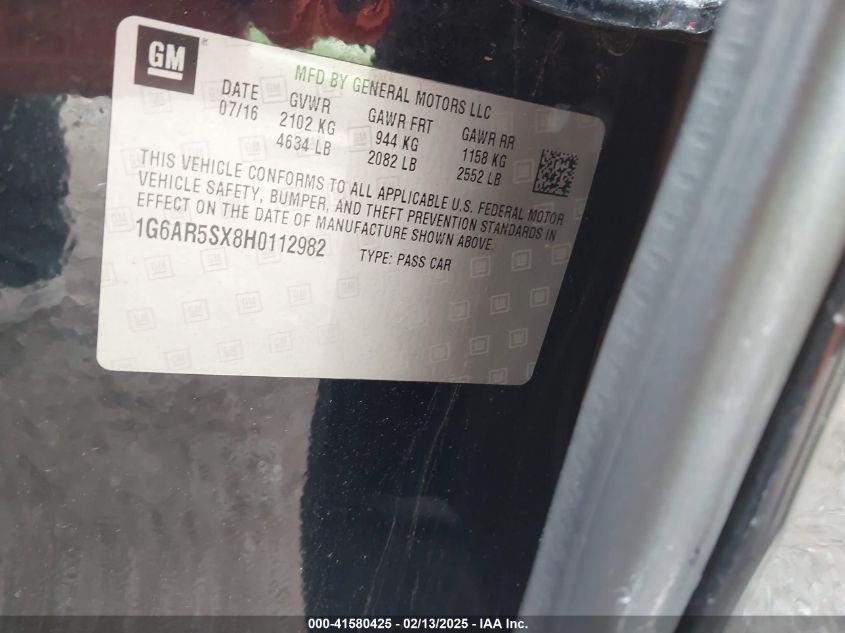 GM
MFD BY GENERAL MOTORS LLC
DATE GVWR GAWR FRT GAWR RR
07/16 2102 KG 944 KG 1158 KG
4634 LB 2082 LB 2552 LB
THIS VEHICLE CONFORMS TO ALL APPLICABLE U.S. FEDERAL MOTOR
VEHICLE SAFETY, BUMPER, AND THEFT PREVENTION STANDARDS IN
EFFECT ON THE DATE OF MANUFACTURE SHOWN ABOVE.
1G6AR5SX8H0112982 TYPE: PASS CAR
000-41580425 - 02/13/2025 - IAA Inc.